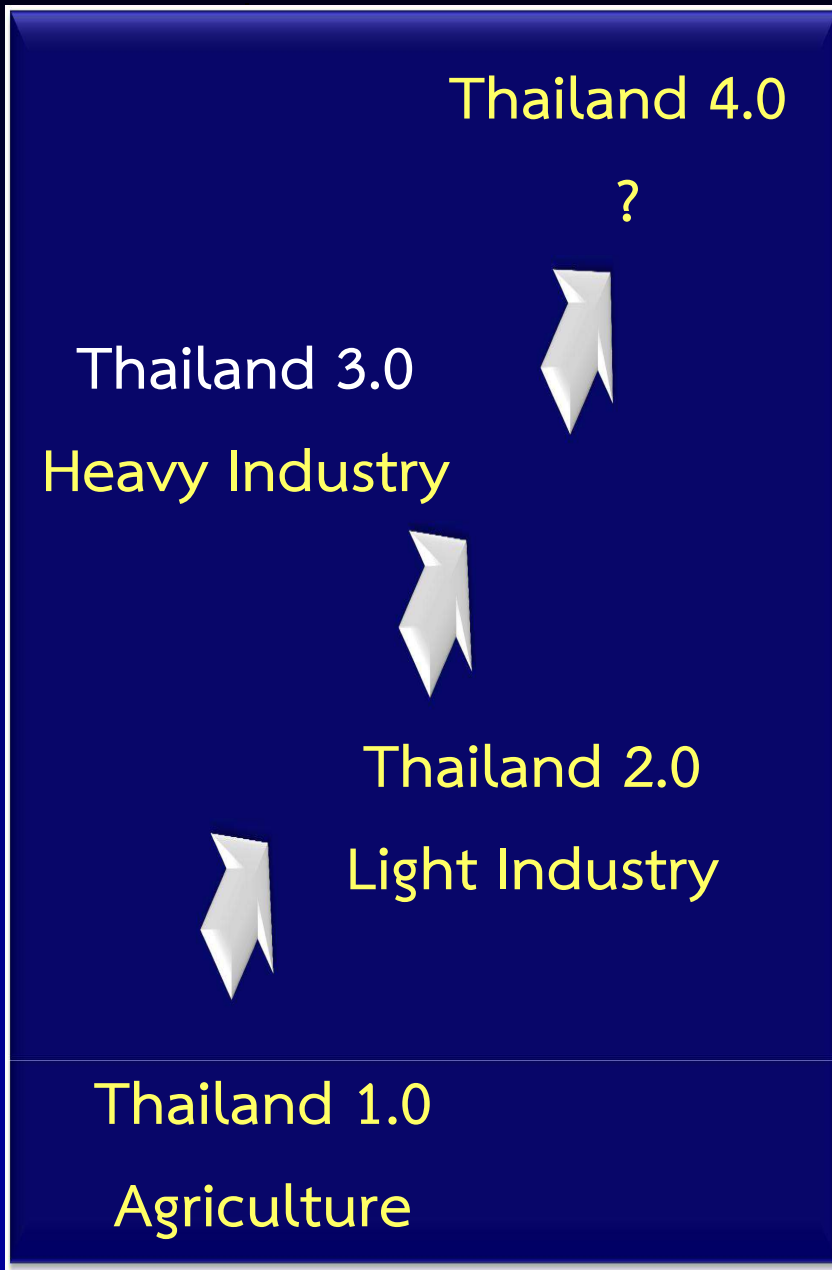 Thailand 4.0
?
Thailand 3.0
Heavy Industry
Thailand 2.0
Light Industry
Thailand 1.0
Agriculture